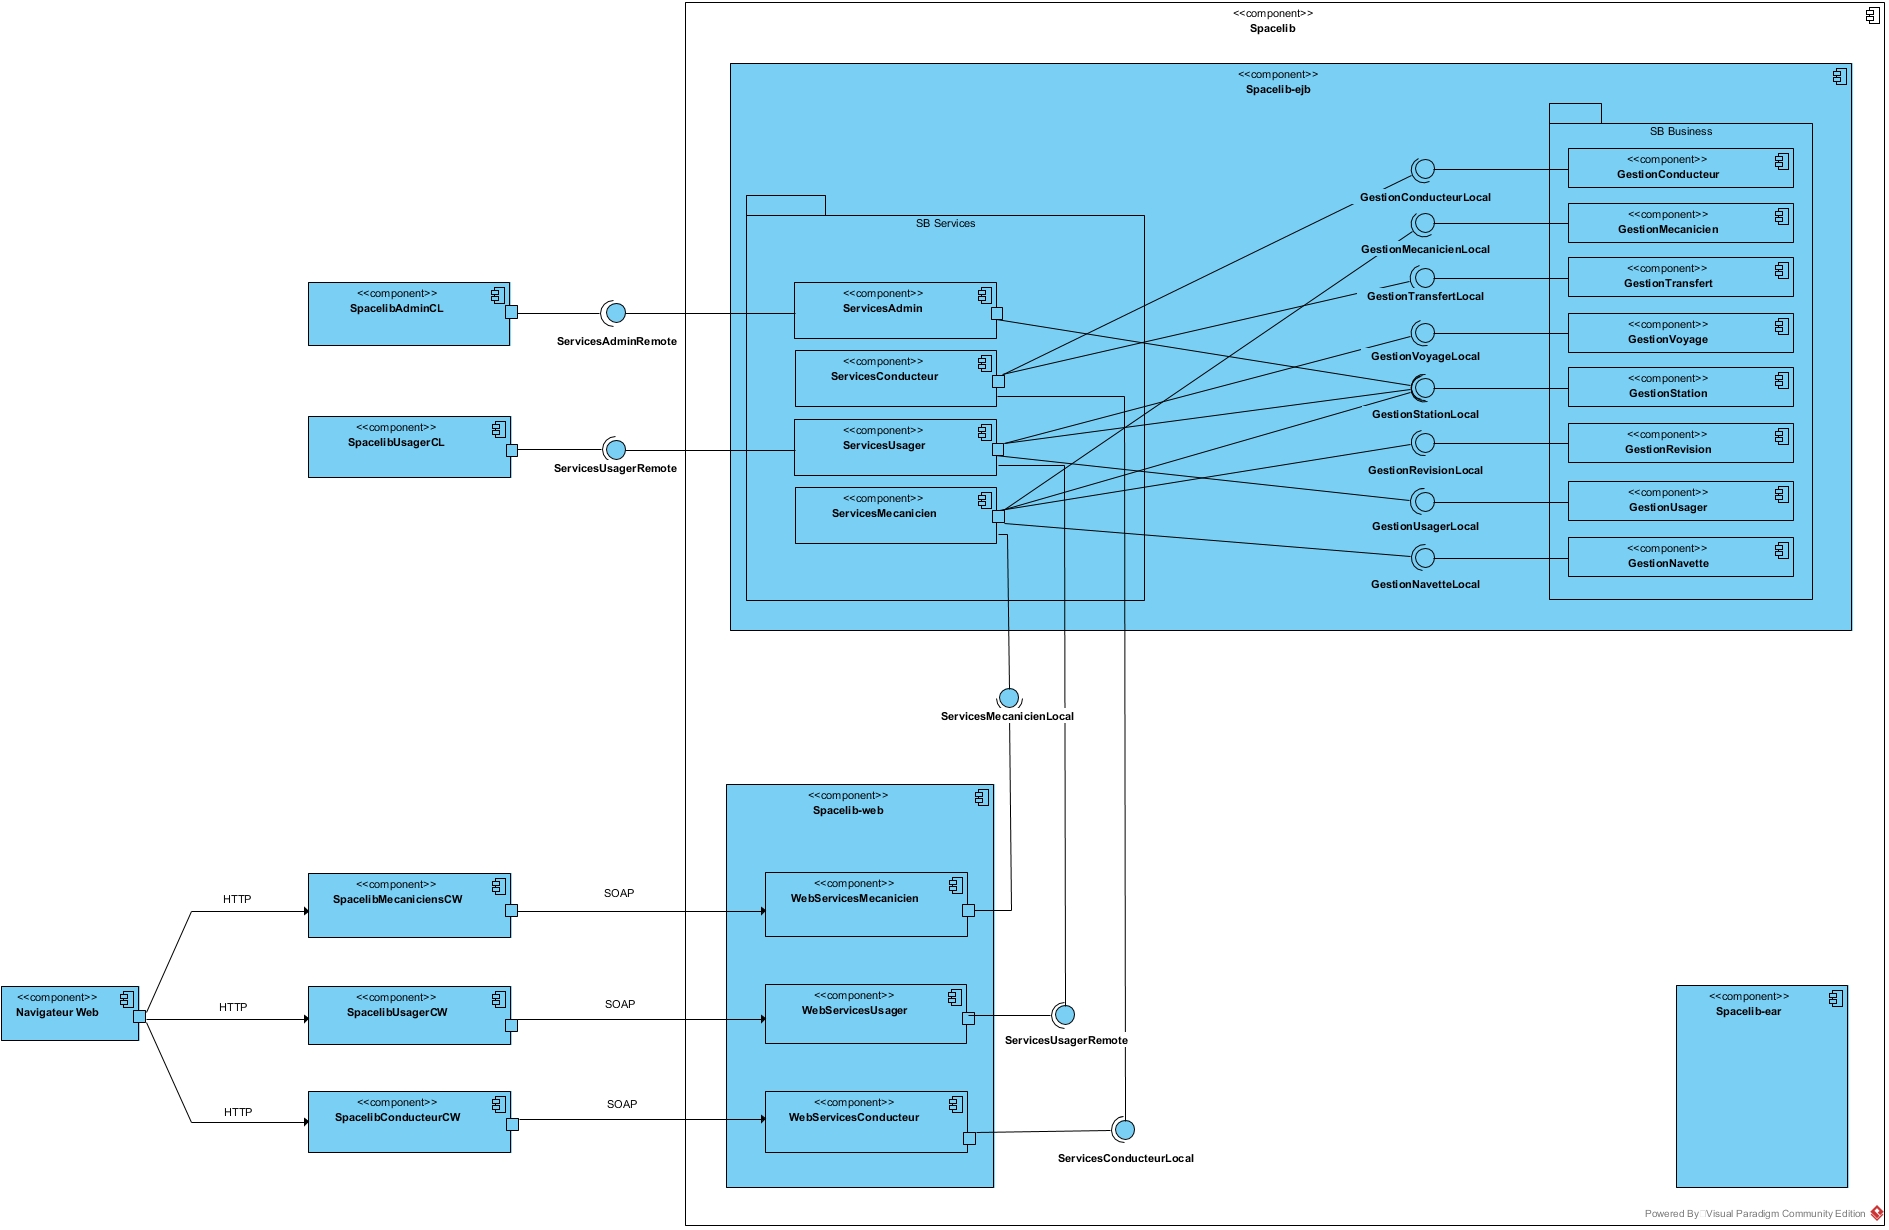 <<component>>
Spacelib
<<component>>
Spacelib-ejb
SB Business
<<component>>
GestionConducteur
GestionConducteurLocal
<<component>>
GestionMecanicien
GestionMecanicienLocal
<<component>>
GestionTransfert
GestionTransfertLocal
<<component>>
GestionVoyage
GestionVoyageLocal
<<component>>
GestionStation
GestionStationLocal
<<component>>
GestionRevision
GestionRevisionLocal
<<component>>
GestionUsager
GestionUsagerLocal
<<component>>
GestionNavette
GestionNavetteLocal
SB Services
<<component>>
ServicesAdmin
<<component>>
ServicesConducteur
<<component>>
ServicesUsager
<<component>>
ServicesMecanicien
<<component>>
SpacelibAdminCL
ServicesAdminRemote
<<component>>
SpacelibUsagerCL
ServicesUsagerRemote
ServicesMecanicienLocal
<<component>>
Spacelib-web
<<component>>
WebServicesMecanicien
<<component>>
WebServicesUsager
<<component>>
WebServicesConducteur
ServicesUsagerRemote
ServicesConducteurLocal
HTTP
<<component>>
SpacelibMecaniciensCW
SOAP
<<component>>
Navigateur Web
HTTP
<<component>>
SpacelibUsagerCW
SOAP
HTTP
<<component>>
SpacelibConducteurCW
SOAP
<<component>>
Spacelib-ear
Powered By Visual Paradigm Community Edition